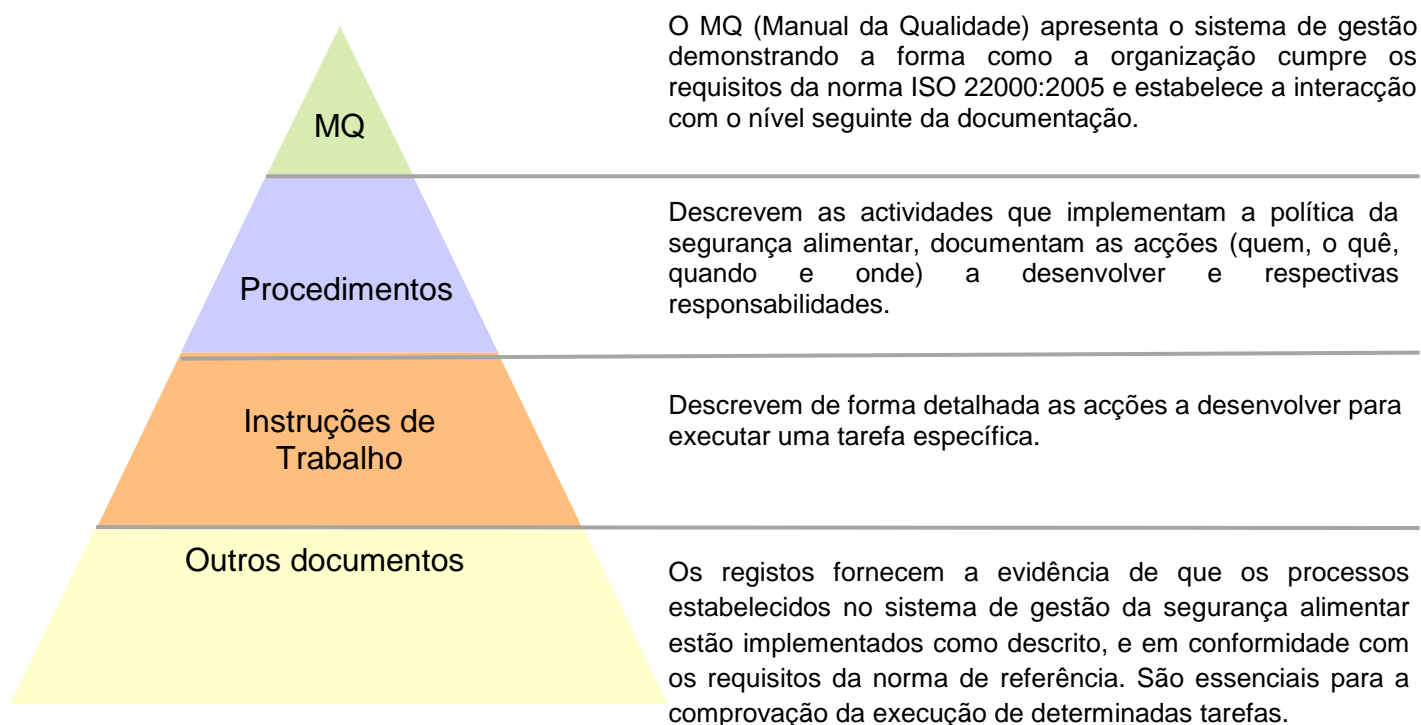 MQ
O MQ (Manual da Qualidade) apresenta o sistema de gestão
demonstrando a forma como a organização cumpre os
requisitos da norma ISO 22000:2005 e estabelece a interacção
com o nível seguinte da documentação.
Procedimentos
Descrevem as actividades que implementam a política da
segurança alimentar, documentam as acções (quem, o quê,
quando e onde) a desenvolver e respectivas
responsabilidades.
Instruções de
Trabalho
Descrevem de forma detalhada as acções a desenvolver para
executar uma tarefa específica.
Outros documentos
Os registos fornecem a evidência de que os processos
estabelecidos no sistema de gestão da segurança alimentar
estão implementados como descrito, e em conformidade com
os requisitos da norma de referência. São essenciais para a
comprovação da execução de determinadas tarefas.